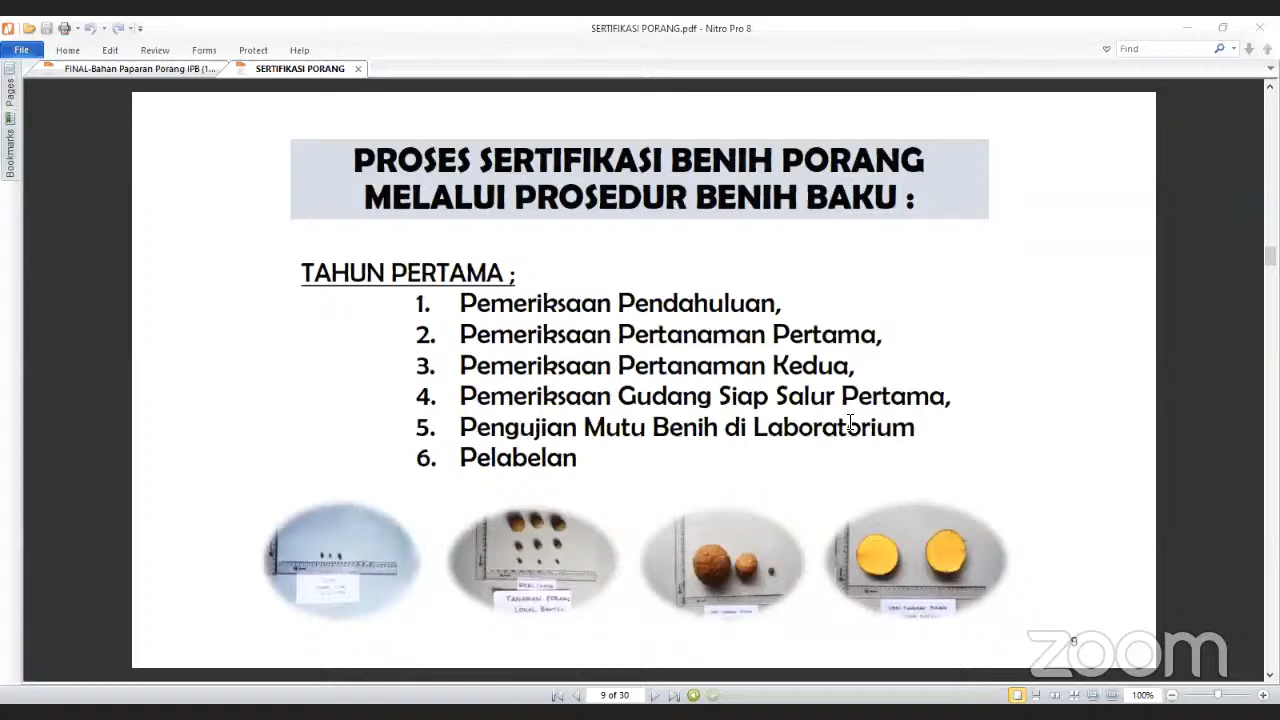 SERTIFIKASI PORANG.pdf - Nitro Pro 8
File Home Edit Review Forms Protect Help
Find
FINAL-Bahan Paparan Porang IPB (1...
SERTIFIKASI PORANG
Pages
Bookmarks
PROSES SERTIFIKASI BENIH PORANG
MELALUI PROSEDUR BENIH BAKU :
TAHUN PERTAMA ;
1. Pemeriksaan Pendahuluan,
2. Pemeriksaan Pertanaman Pertama,
3. Pemeriksaan Pertanaman Kedua,
4. Pemeriksaan Gudang Siap Salur Pertama,
5. Pengujian Mutu Benih di Laboratorium
6. Pelabelan
TANAMAN PORANG
LOKAL
9
zoom
9 of 30
100%